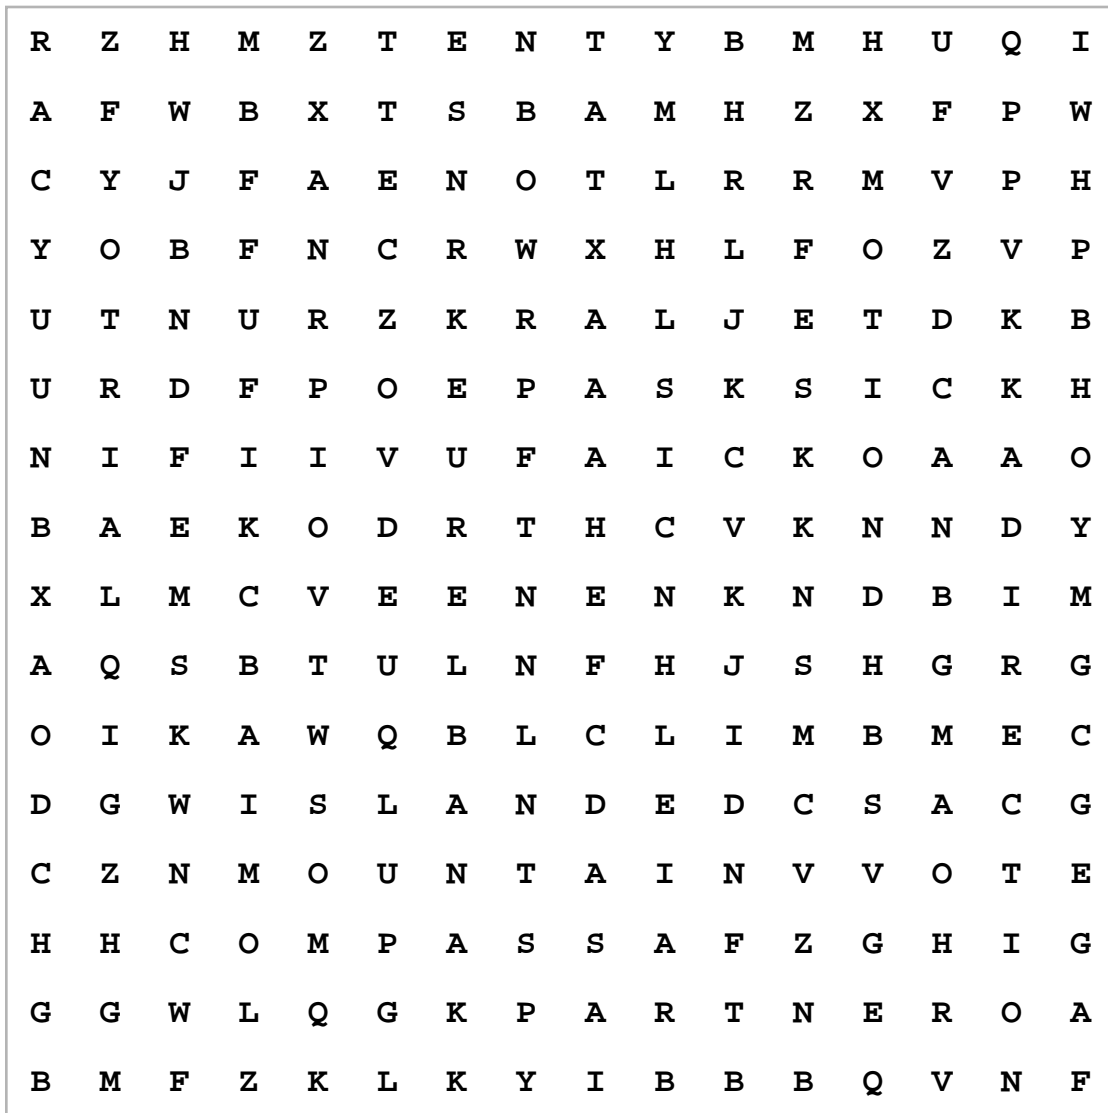 R Z H M Z T E N T Y B M H U Q I
A F W B X T S B A M H Z X F P W
C Y J F A E N O T L R R M V P H
Y O B F N C R W X H L F O Z V P
U T N U R Z K R A L J E T D K B
U R D F P O E P A S K S I C K H
N I F I I V U F A I C K O A A O
B A E K O D R T H C V K N N D Y
X L M C V E E N E N K N D B I M
A Q S B T U L N F H J S H G R G
O I K A W Q B L C L I M B M E C
D G W I S L A N D E D C S A C G
C Z N M O U N T A I N V V O T E
H H C O M P A S S A F Z G H I G
G G W L Q G K P A R T N E R O A
B M F Z K L K Y I B B B Q V N F